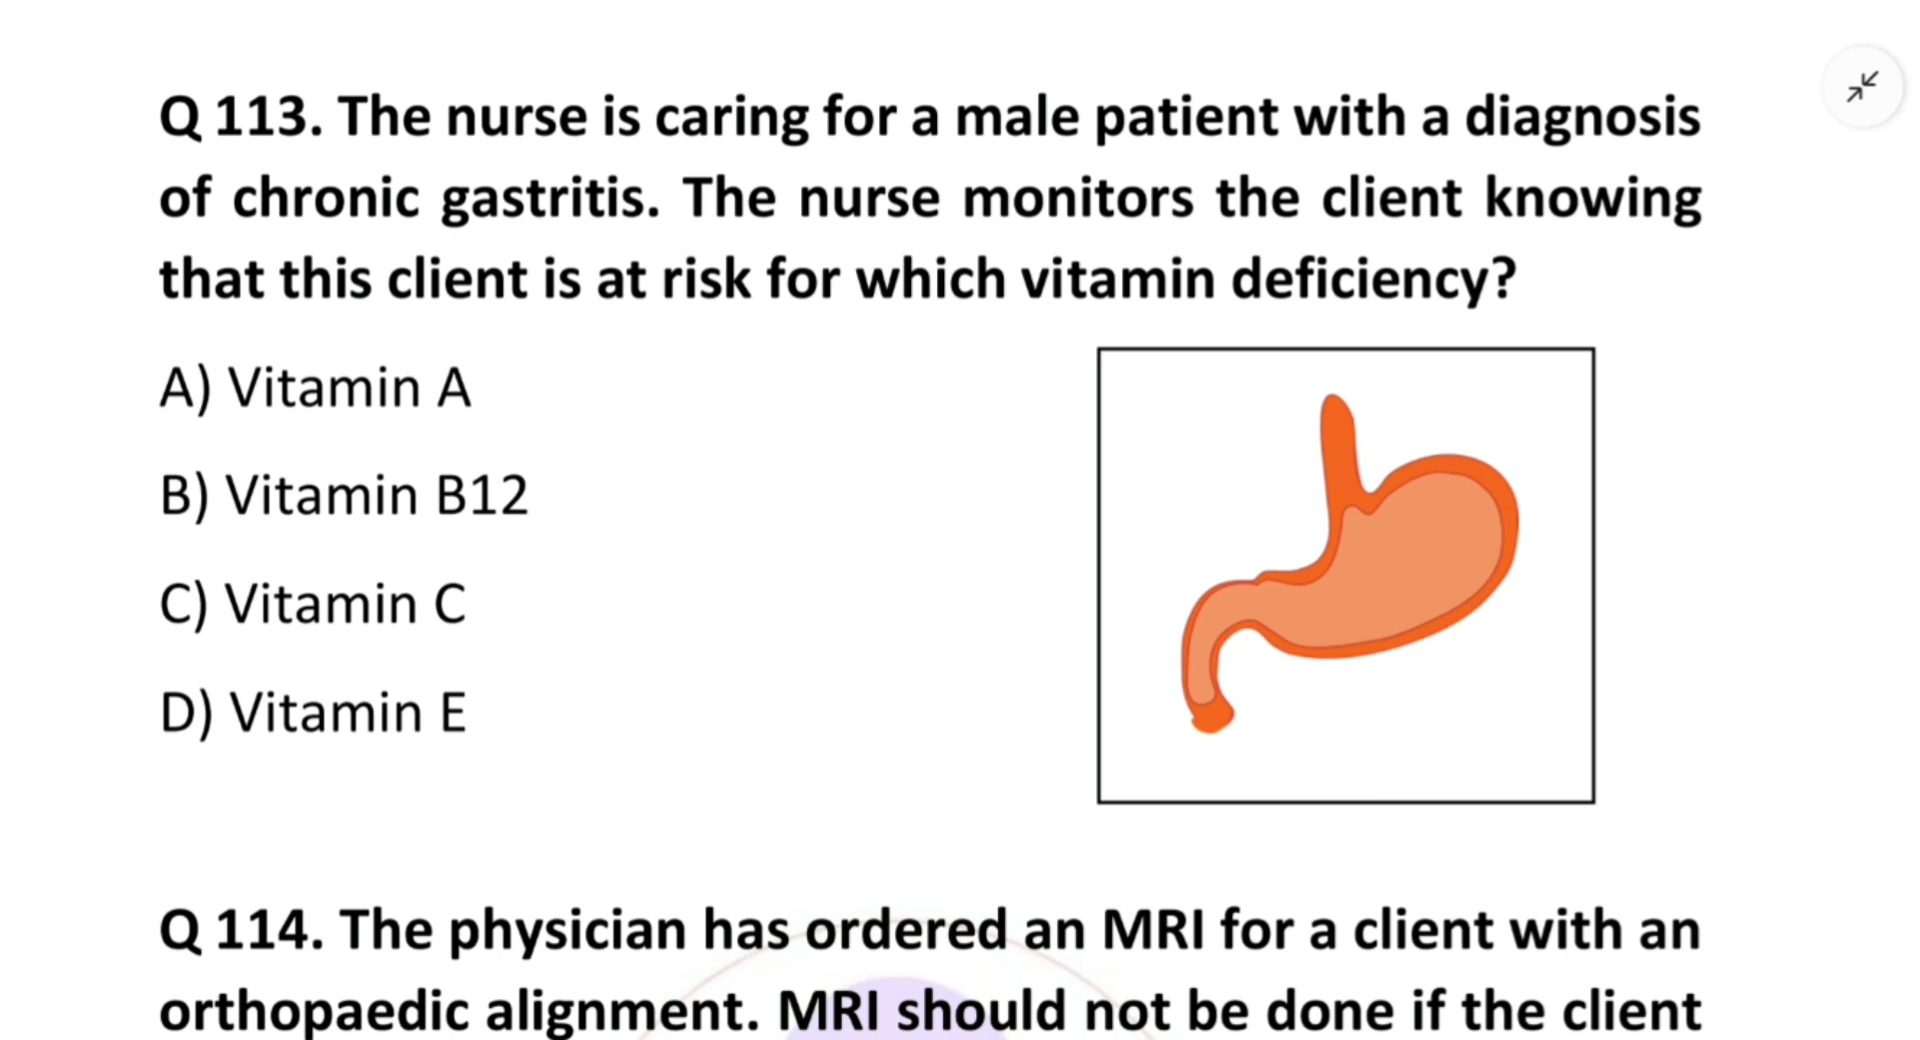 Q 113. The nurse is caring for a male patient with a diagnosis
of chronic gastritis. The nurse monitors the client knowing
that this client is at risk for which vitamin deficiency?
A) Vitamin A
B) Vitamin B12
C) Vitamin C
D) Vitamin E
Q 114. The physician has ordered an MRI for a client with an
orthopaedic alignment. MRI should not be done if the client